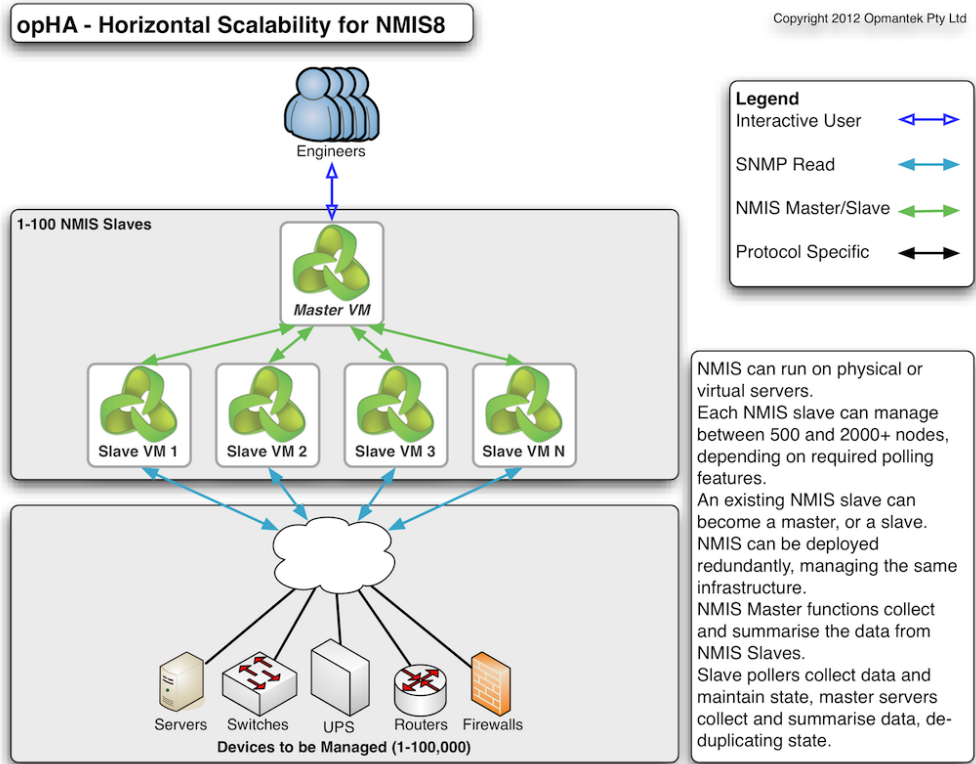 opHA - Horizontal Scalability for NMIS8
Copyright 2012 Opmantek Pty Ltd
Engineers
Legend
Interactive User
SNMP Read
NMIS Master/Slave
Protocol Specific
1-100 NMIS Slaves
Master VM
Slave VM 1
Slave VM 2
Slave VM 3
Slave VM N
NMIS can run on physical or
virtual servers.
Each NMIS slave can manage
between 500 and 2000+ nodes,
depending on required polling
features.
An existing NMIS slave can
become a master, or a slave.
NMIS can be deployed
redundantly, managing the same
infrastructure.
NMIS Master functions collect
and summarise the data from
NMIS Slaves.
Slave pollers collect data and
maintain state, master servers
collect and summarise data, de-
duplicating state.
Servers
Switches
UPS
Routers
Firewalls
Devices to be Managed (1-100,000)